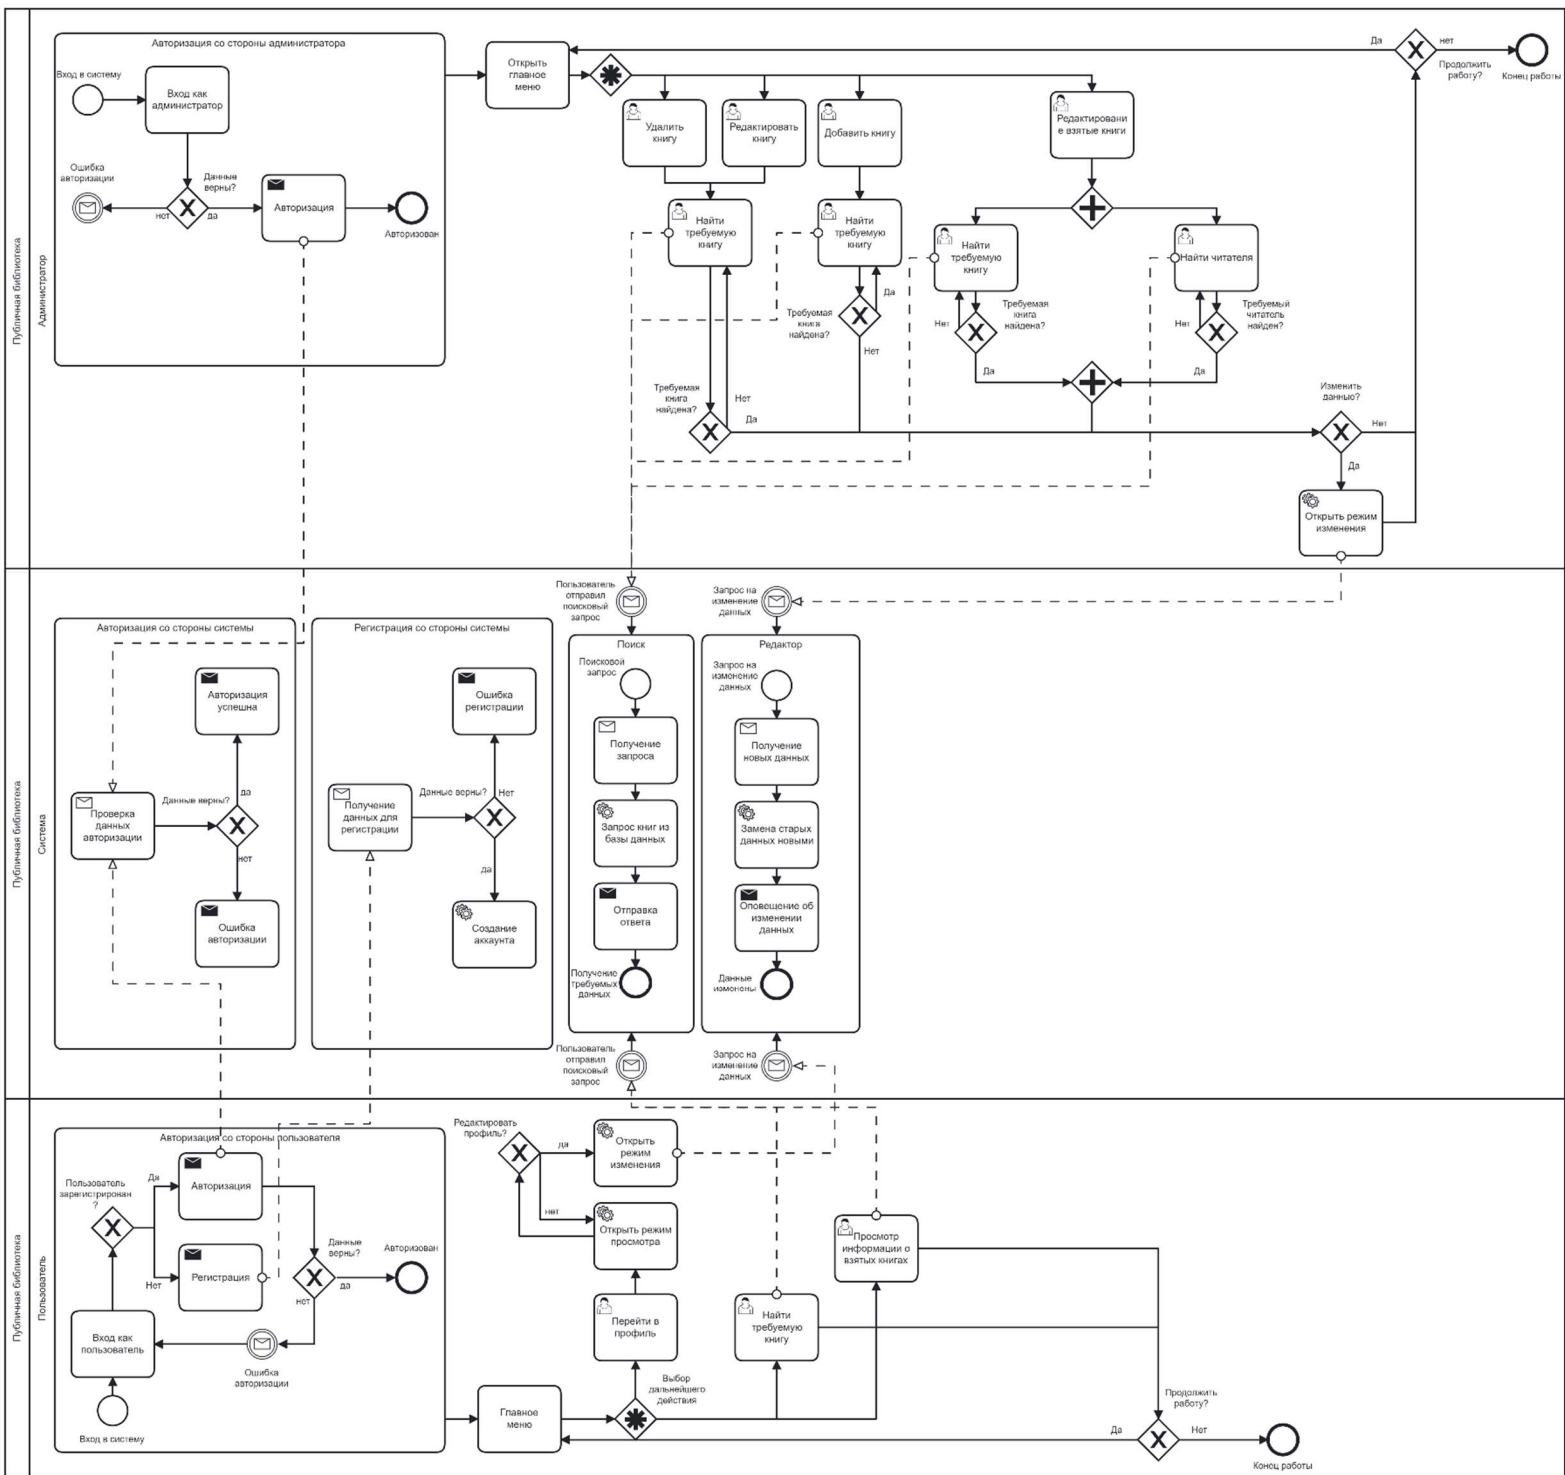 Публичная библиотека
Администратор
Авторизация со стороны администратора
Вход в систему
Вход как
администратор
Ошибка
авторизации
Данные
верны?
нет
да
Авторизация
Авторизован
Открыть
главное
меню
Удалить
книгу
Редактировать
книгу
Добавить книгу
Редактировани
е взятые книги
Да
нет
Продолжить
работу?
Конец работы
Найти
требуемую
книгу
Найти
требуемую
книгу
Найти
требуемую
книгу
Найти читателя
Требуемая
книга
найдена?
Да
Нет
Требуемая
книга
найдена?
Нет
Да
Требуемый
читатель
найден?
Нет
Да
Требуемая
книга
найдена?
Нет
Да
Изменить
данные?
Нет
Да
Открыть режим
изменения
Публичная библиотека
Система
Авторизация со стороны системы
Авторизация
успешна
Проверка
данных
авторизации
Данные верны?
да
нет
Ошибка
авторизации
Регистрация со стороны системы
Ошибка
регистрации
Получение
данных для
регистрации
Данные верны?
Нет
да
Создание
аккаунта
Пользователь
отправил
поисковый
запрос
Поиск
Поисковой
запрос
Получение
запроса
Запрос книг из
базы данных
Отправка
ответа
Получение
требуемых
данных
Пользователь
отправил
поисковый
запрос
Запрос на
изменение
данных
Редактор
Запрос на
изменение
данных
Получение
новых данных
Замена старых
данных новыми
Оповещение об
изменении
данных
Данные
изменены
Запрос на
изменение
данных
Публичная библиотека
Пользователь
Авторизация со стороны пользователя
Пользователь
зарегистрирован
?
Да
Нет
Авторизация
Регистрация
Данные
верны?
да
нет
Авторизован
Вход как
пользователь
Ошибка
авторизации
Вход в систему
Редактировать
профиль?
да
нет
Открыть
режим
изменения
Открыть режим
просмотра
Перейти в
профиль
Найти
требуемую
книгу
Просмотр
информации о
взятых книгах
Главное
меню
Выбор
дальнейшего
действия
Продолжить
работу?
Да
Нет
Конец работы